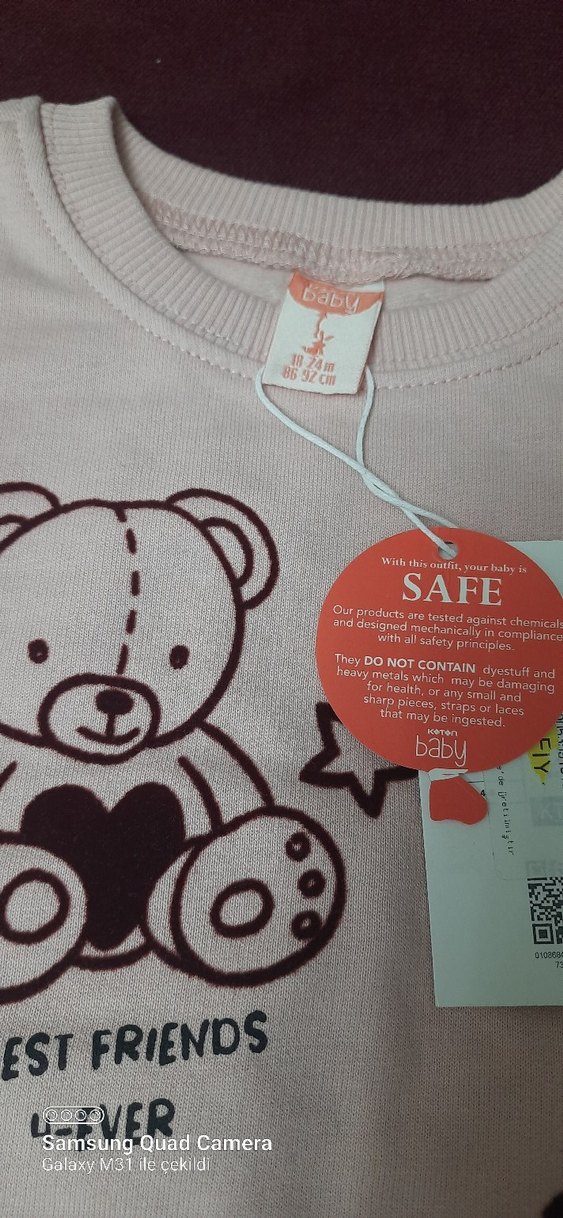 baby
18-24 m
86-92 cm
With this outfit, your baby is
SAFE
Our products are tested against chemicals
and designed mechanically in compliance
with all safety principles.
They DO NOT CONTAIN dyestuff and
heavy metals which may be damaging
for health, or any small and
sharp pieces, straps or laces
that may be ingested.
KOTON
baby
EST FRIENDS
4-EVER
Samsung Quad Camera
Galaxy M31 ile çekildi